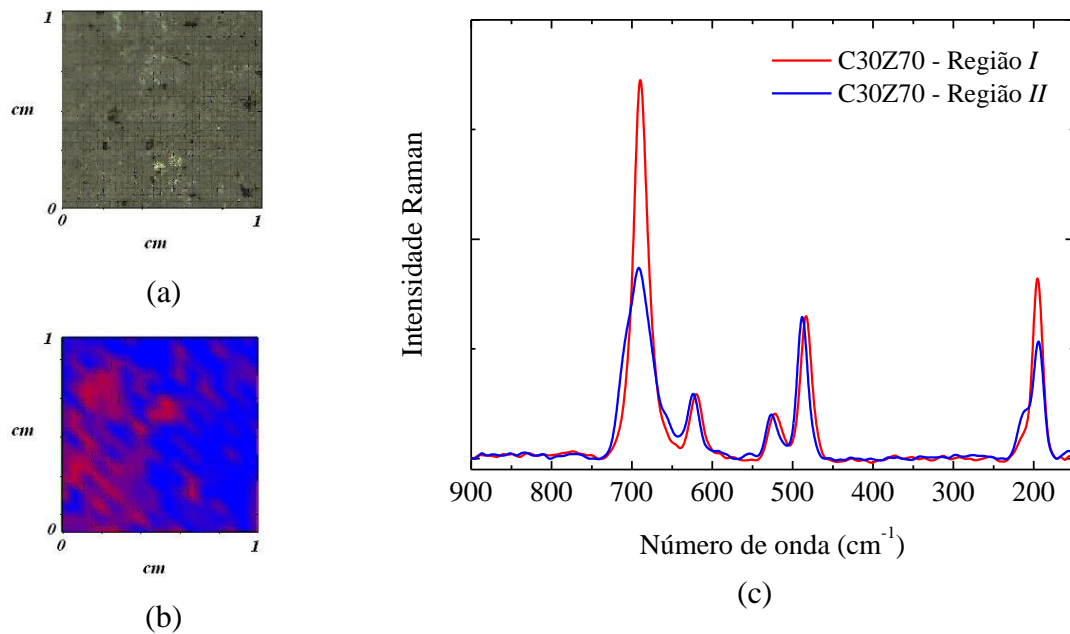 1
cm
0
0
1
cm
(a)
1
cm
0
0
1
cm
(b)
C30Z70 - Região I
C30Z70 - Região II
Intensidade Raman
900 800 700 600 500 400 300 200
Número de onda (cm-1)
(c)